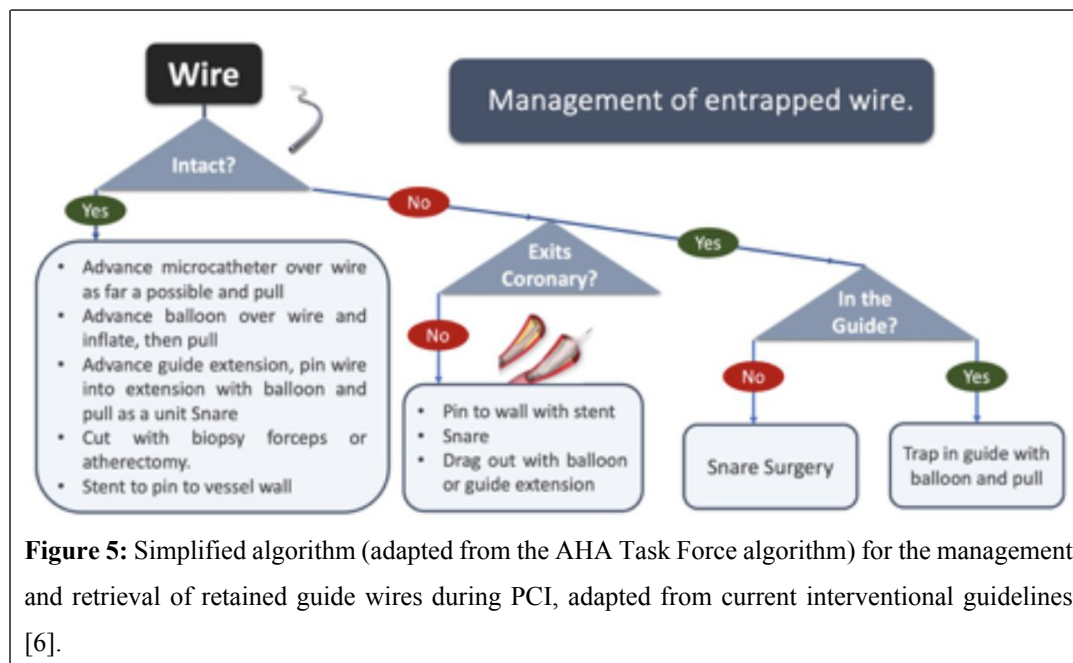 Wire
Management of entrapped wire.
Intact?
Yes
No
Yes
• Advance microcatheter over wire
as far a possible and pull
• Advance balloon over wire and
inflate, then pull
• Advance guide extension, pin wire
into extension with balloon and
pull as a unit Snare
• Cut with biopsy forceps or
atherectomy.
• Stent to pin to vessel wall
Exits
Coronary?
No
• Pin to wall with stent
• Snare
• Drag out with balloon
or guide extension
In the
Guide?
No
Yes
Snare Surgery
Trap in guide with
balloon and pull
Figure 5: Simplified algorithm (adapted from the AHA Task Force algorithm) for the management
and retrieval of retained guide wires during PCI, adapted from current interventional guidelines
[6].